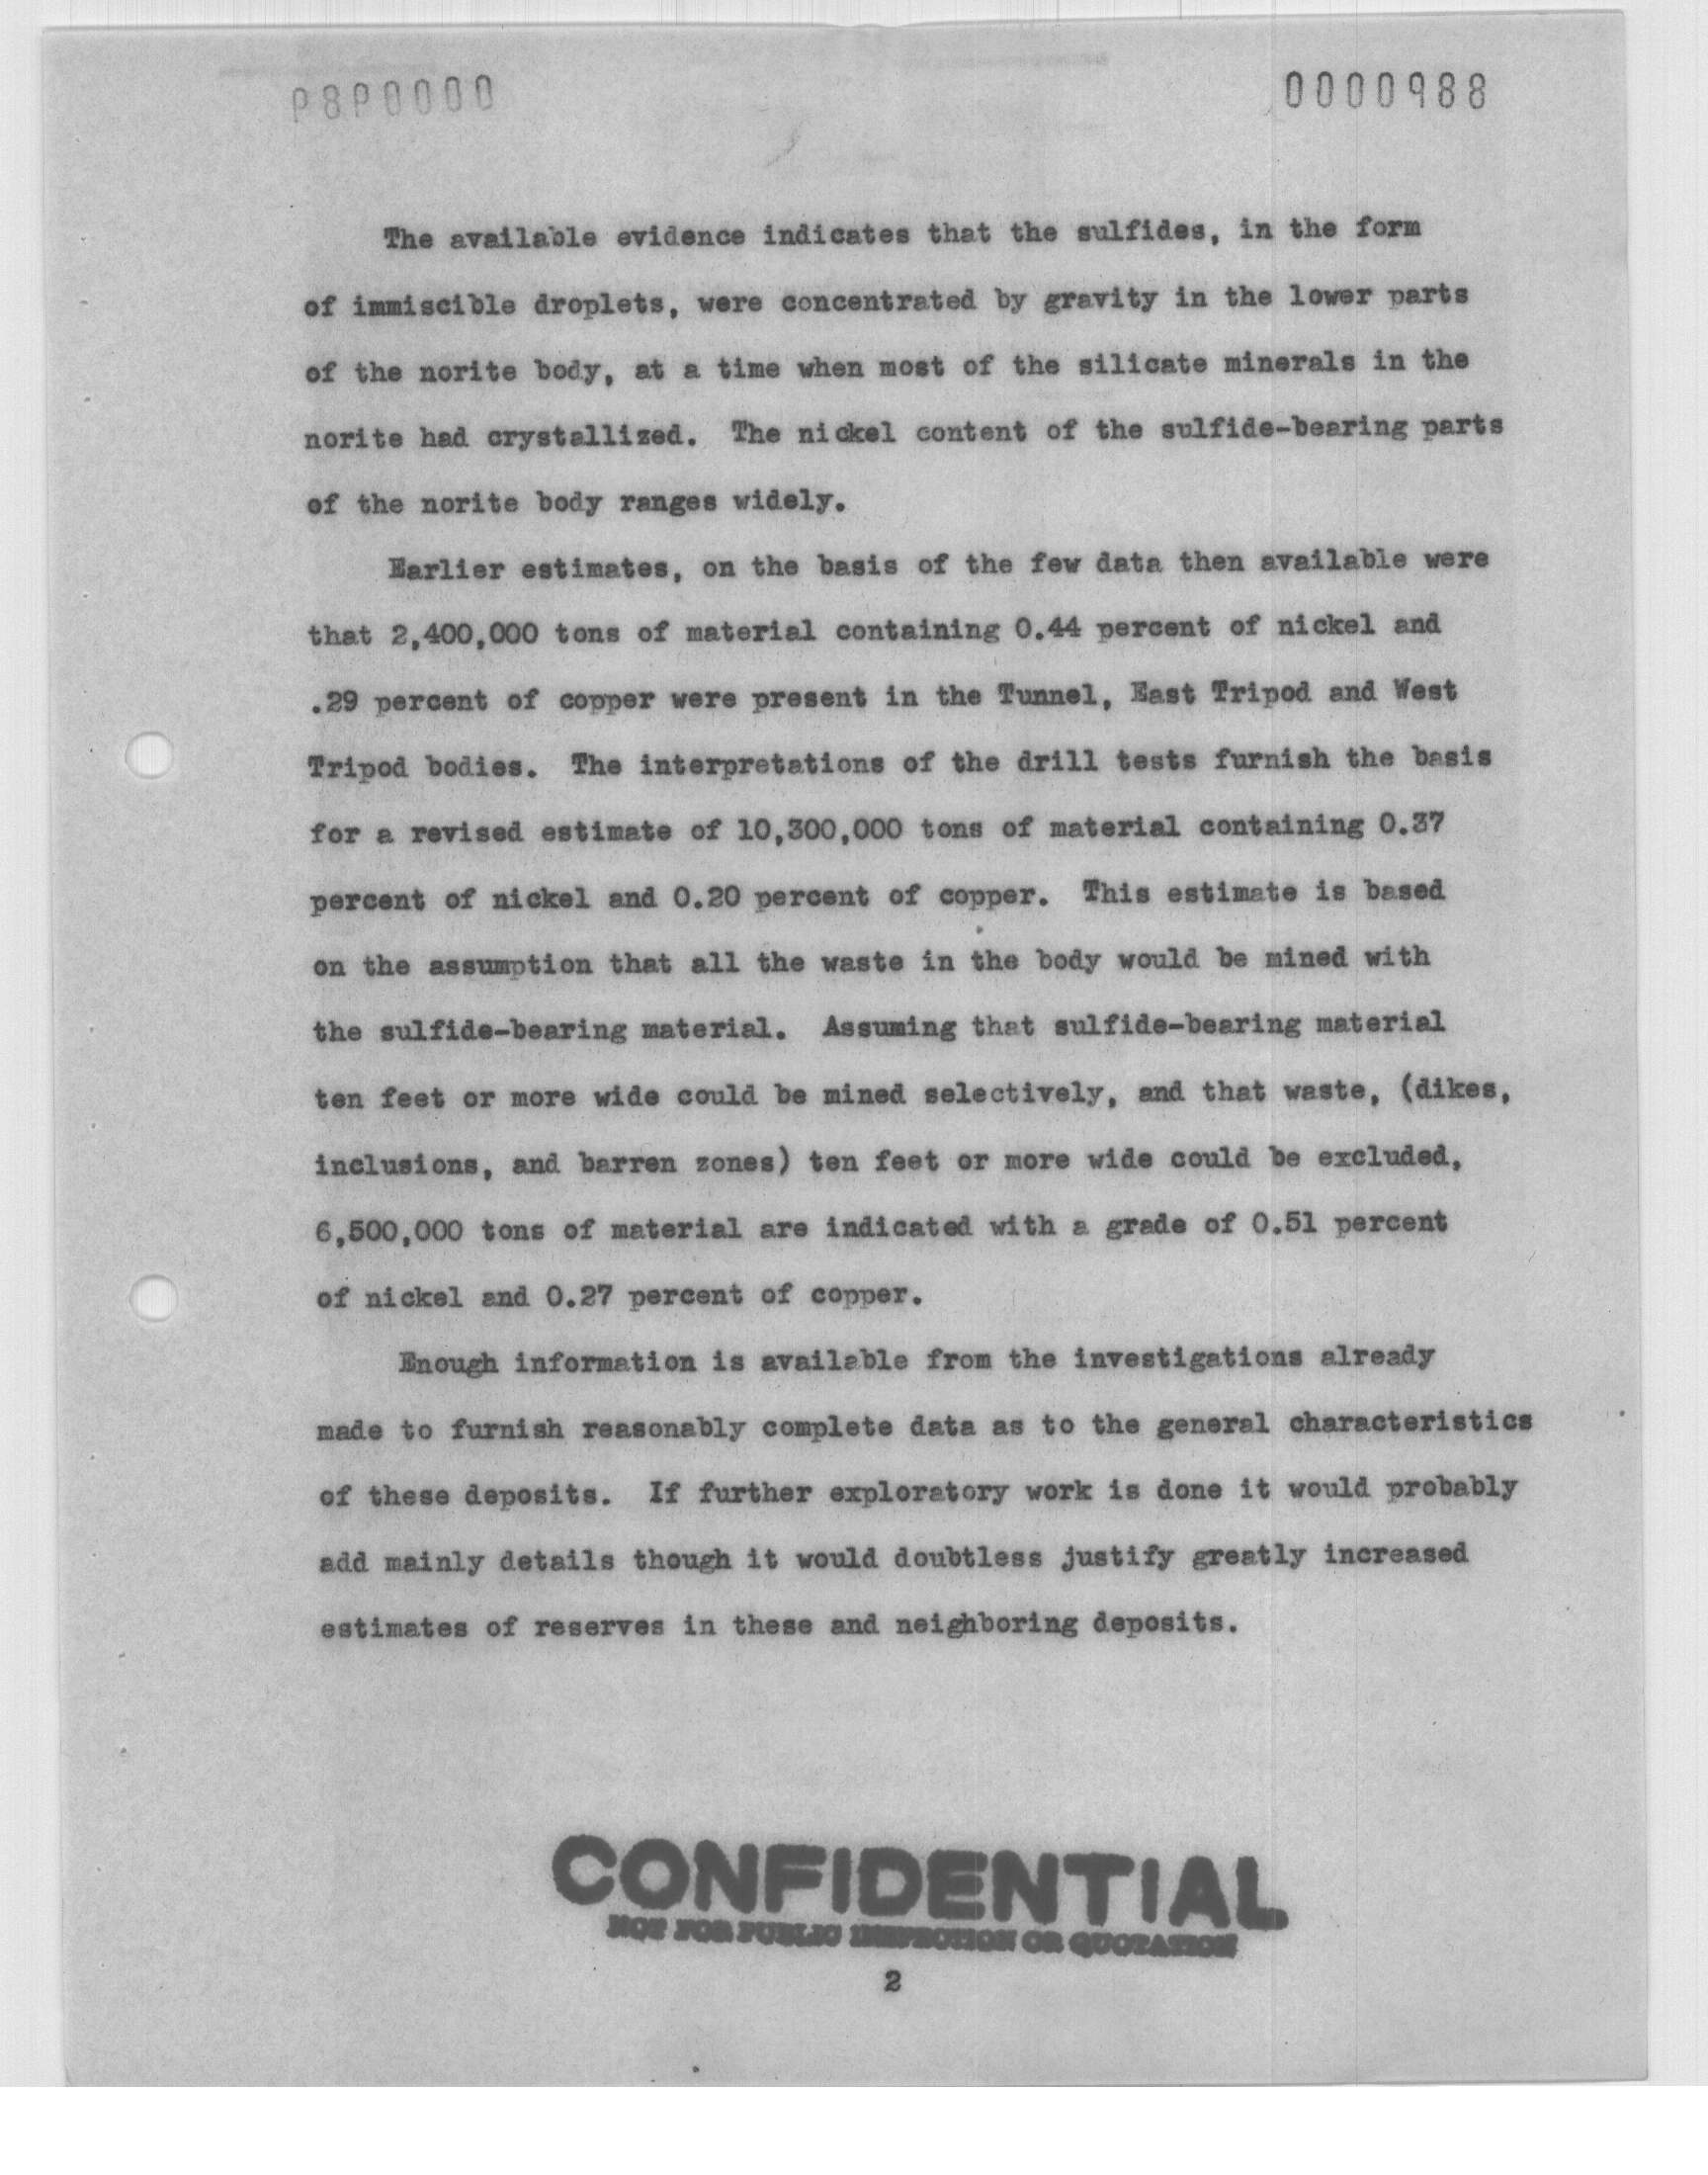 0000988
The available evidence indicates that the sulfides, in the form
of immiscible droplets, were concentrated by gravity in the lower parts
of the norite body, at a time when most of the silicate minerals in the
norite had crystallized. The nickel content of the sulfide-bearing parts
of the norite body ranges widely.
Earlier estimates, on the basis of the few data then available were
that 2,400,000 tons of material containing 0.44 percent of nickel and
.29 percent of copper were present in the Tunnel, East Tripod and West
Tripod bodies. The interpretations of the drill tests furnish the basis
for a revised estimate of 10,300,000 tons of material containing 0.37
percent of nickel and 0.20 percent of copper. This estimate is based
on the assumption that all the waste in the body would be mined with
the sulfide-bearing material. Assuming that sulfide-bearing material
ten feet or more wide could be mined selectively, and that waste, (dikes,
inclusions, and barren zones) ten feet or more wide could be excluded,
6,500,000 tons of material are indicated with a grade of 0.51 percent
of nickel and 0.27 percent of copper.
Enough information is available from the investigations already
made to furnish reasonably complete data as to the general characteristics
of these deposits. If further exploratory work is done it would probably
add mainly details though it would doubtless justify greatly increased
estimates of reserves in these and neighboring deposits.
CONFIDENTIAL
NOT FOR PUBLIC INSPECTION OR QUOTATION
2